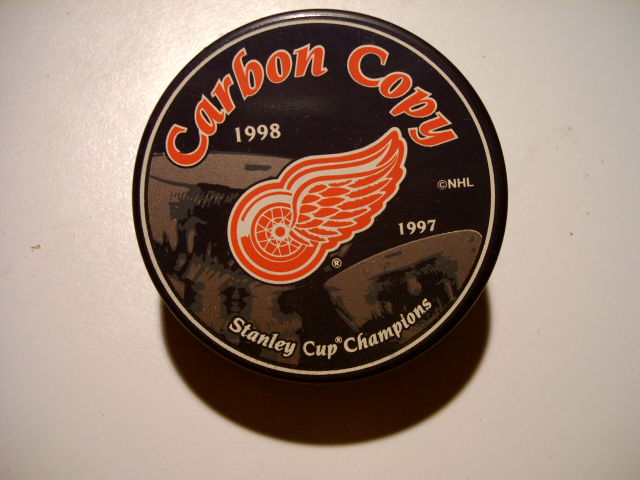 Carbon Copy
1998
©NHL
1997
®
Stanley Cup® Champions